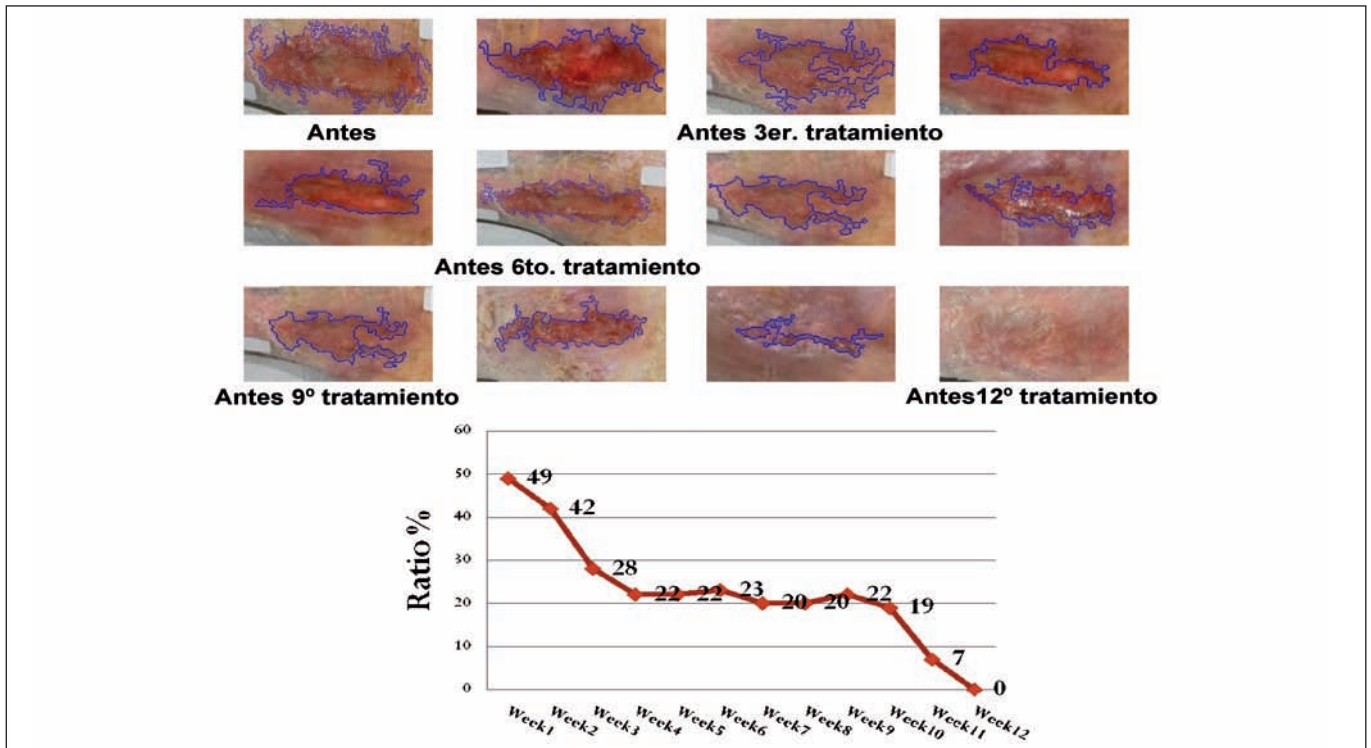 Antes
Antes 3er. tratamiento
Antes 6to. tratamiento
Antes 9º tratamiento
Antes12º tratamiento
Ratio %
60
50
40
30
20
10
0
49
42
28
22
22
23
20
20
22
19
7
0
Week1
Week2
Week3
Week4
Week5
Week6
Week7
Week8
Week9
Week10
Week11
Week12